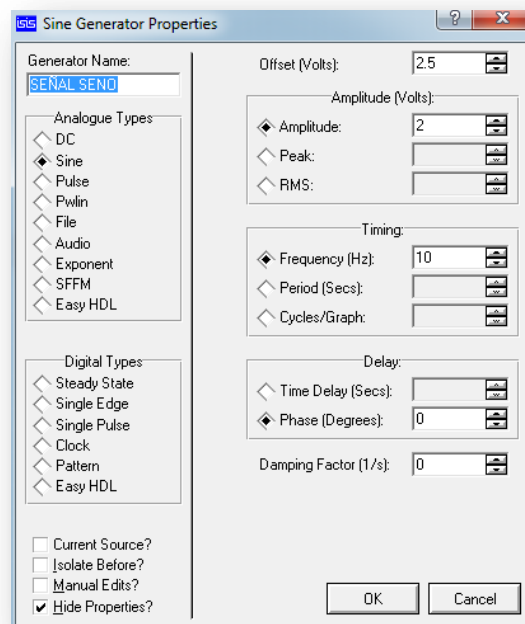 isis Sine Generator Properties
?
Generator Name:
SEÑAL SENO
Analogue Types
DC
Sine
Pulse
Pwlin
File
Audio
Exponent
SFFM
Easy HDL
Digital Types
Steady State
Single Edge
Single Pulse
Clock
Pattern
Easy HDL
Current Source?
Isolate Before?
Manual Edits?
Hide Properties?
Offset (Volts): 2.5
Amplitude (Volts):
Amplitude: 2
Peak:
RMS:
Timing:
Frequency (Hz): 10
Period (Secs):
Cycles/Graph:
Delay:
Time Delay (Secs):
Phase (Degrees): 0
Damping Factor (1/s): 0
OK Cancel